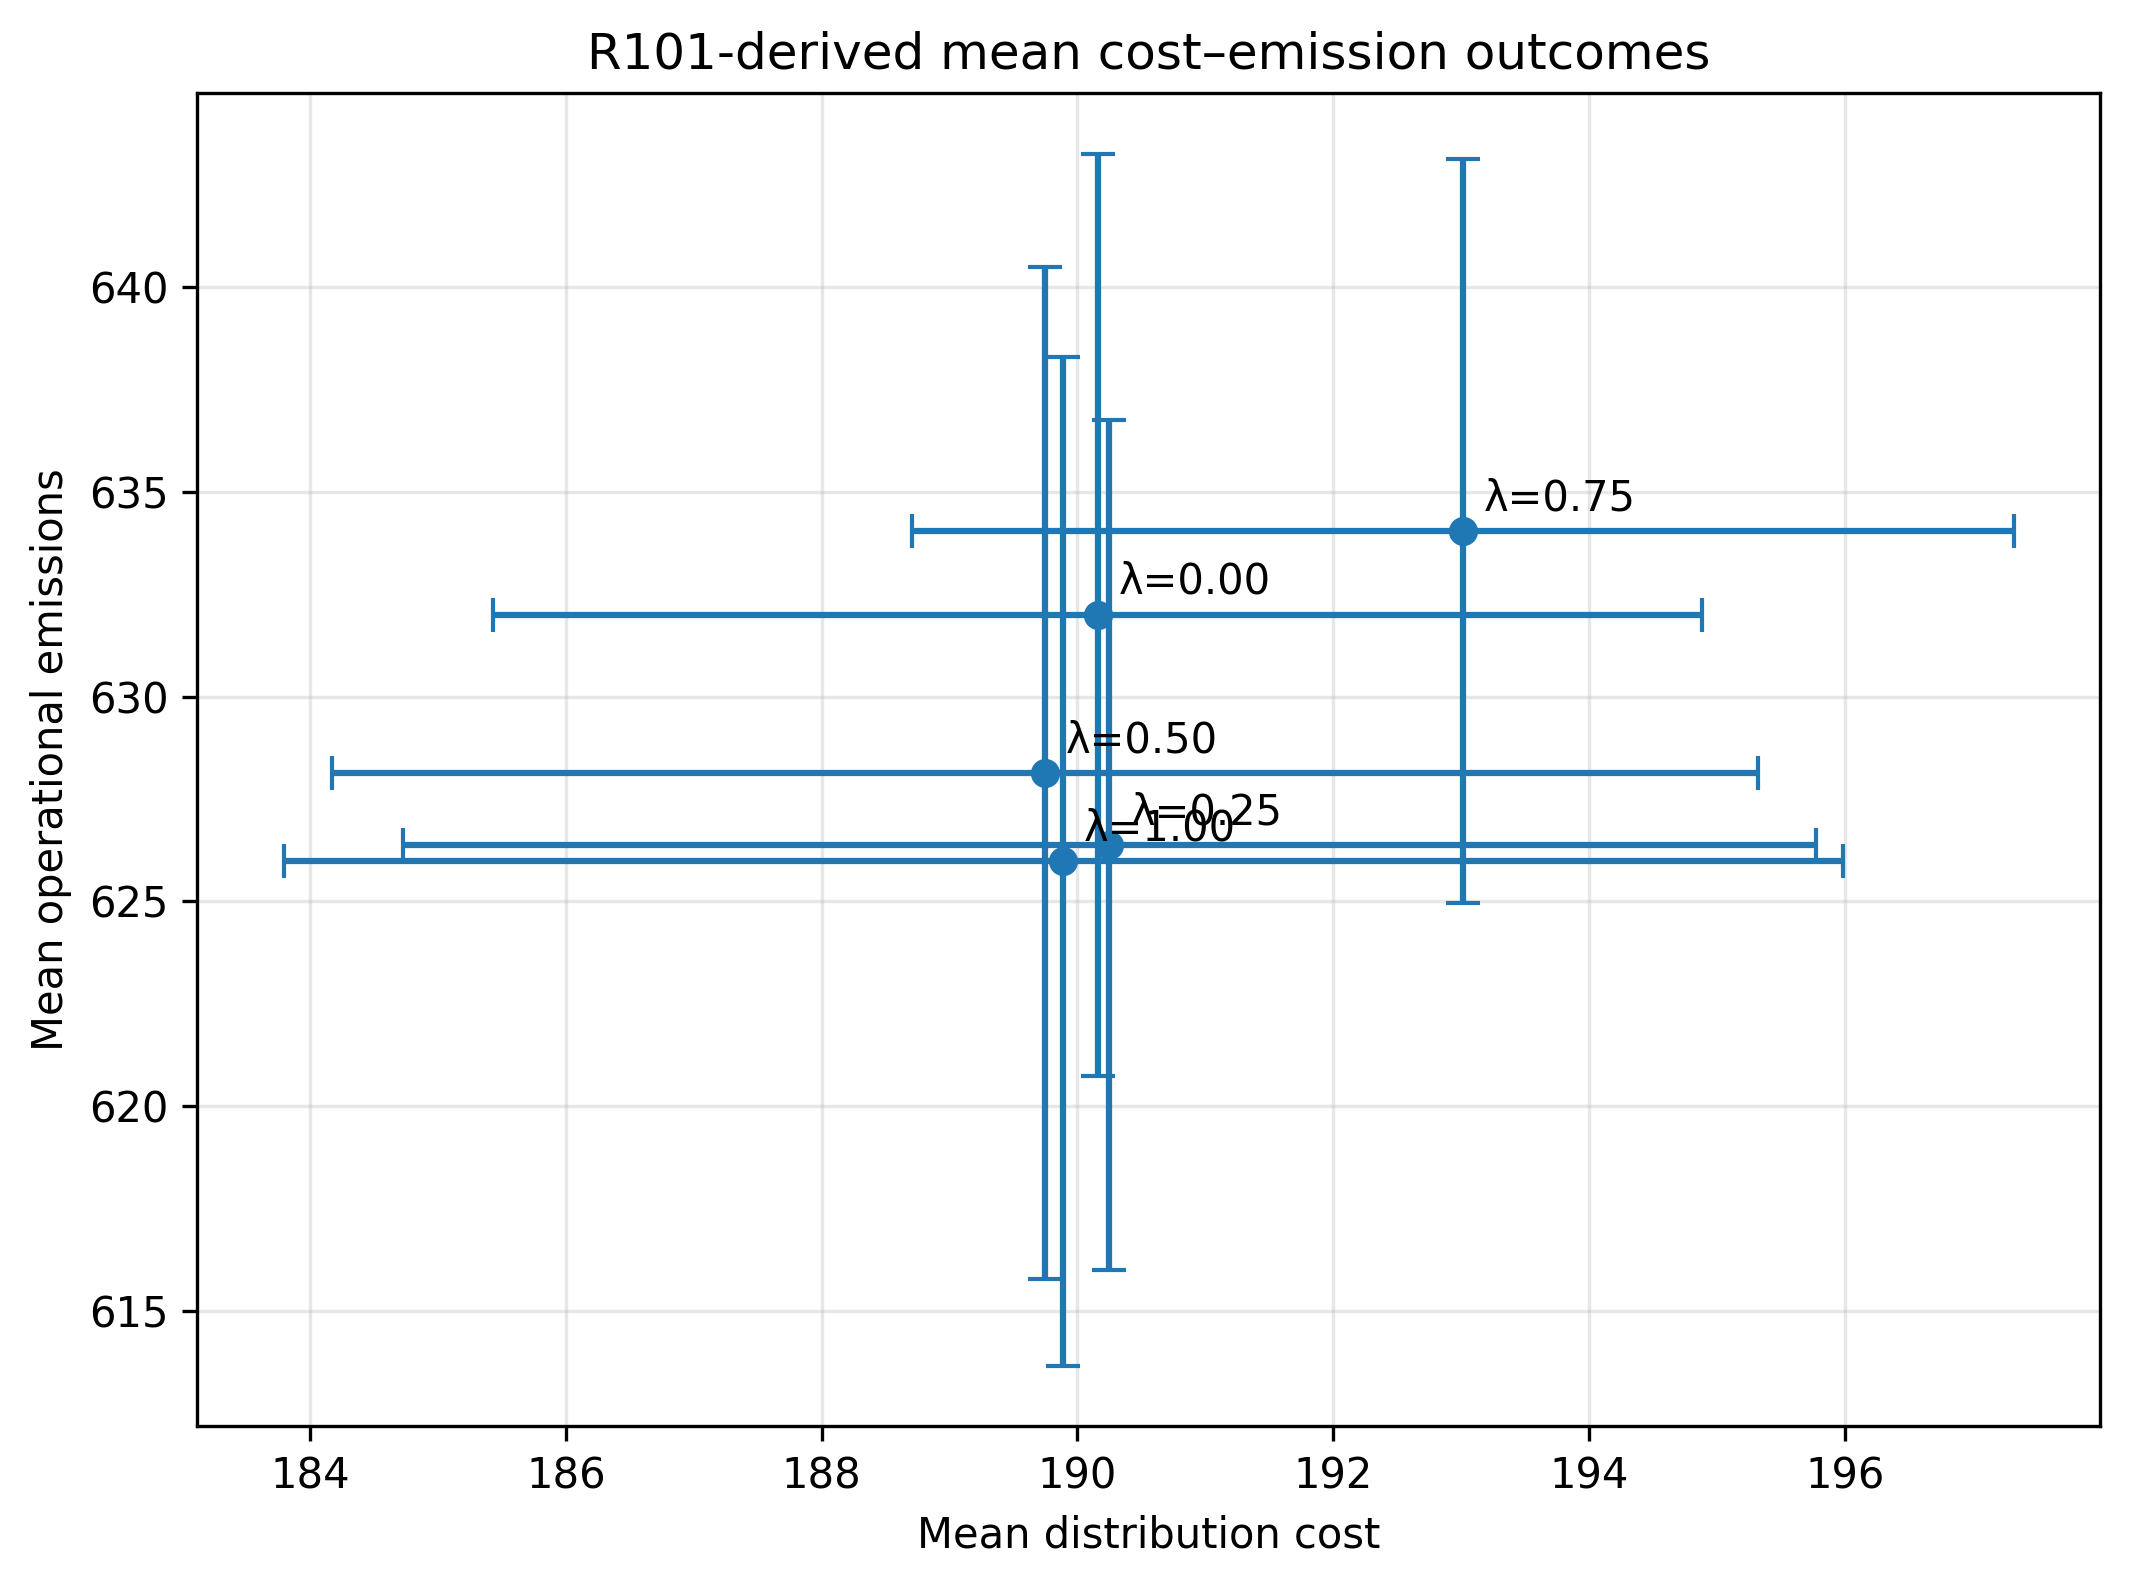 R101-derived mean cost–emission outcomes
Mean operational emissions
640
635
630
625
620
615
λ=0.75
λ=0.00
λ=0.50
λ=0.25
λ=1.00
184 186 188 190 192 194 196
Mean distribution cost